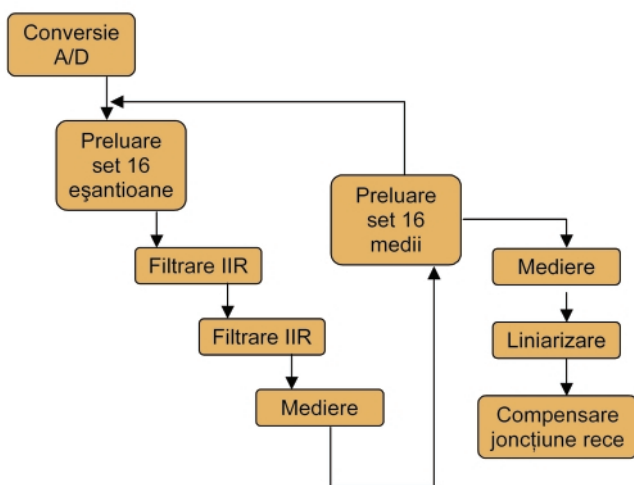 Conversie
A/D
Preluare
set 16
eşantioane
Filtrare IIR
Filtrare IIR
Mediere
Preluare
set 16
medii
Mediere
Liniarizare
Compensare
joncţiune rece